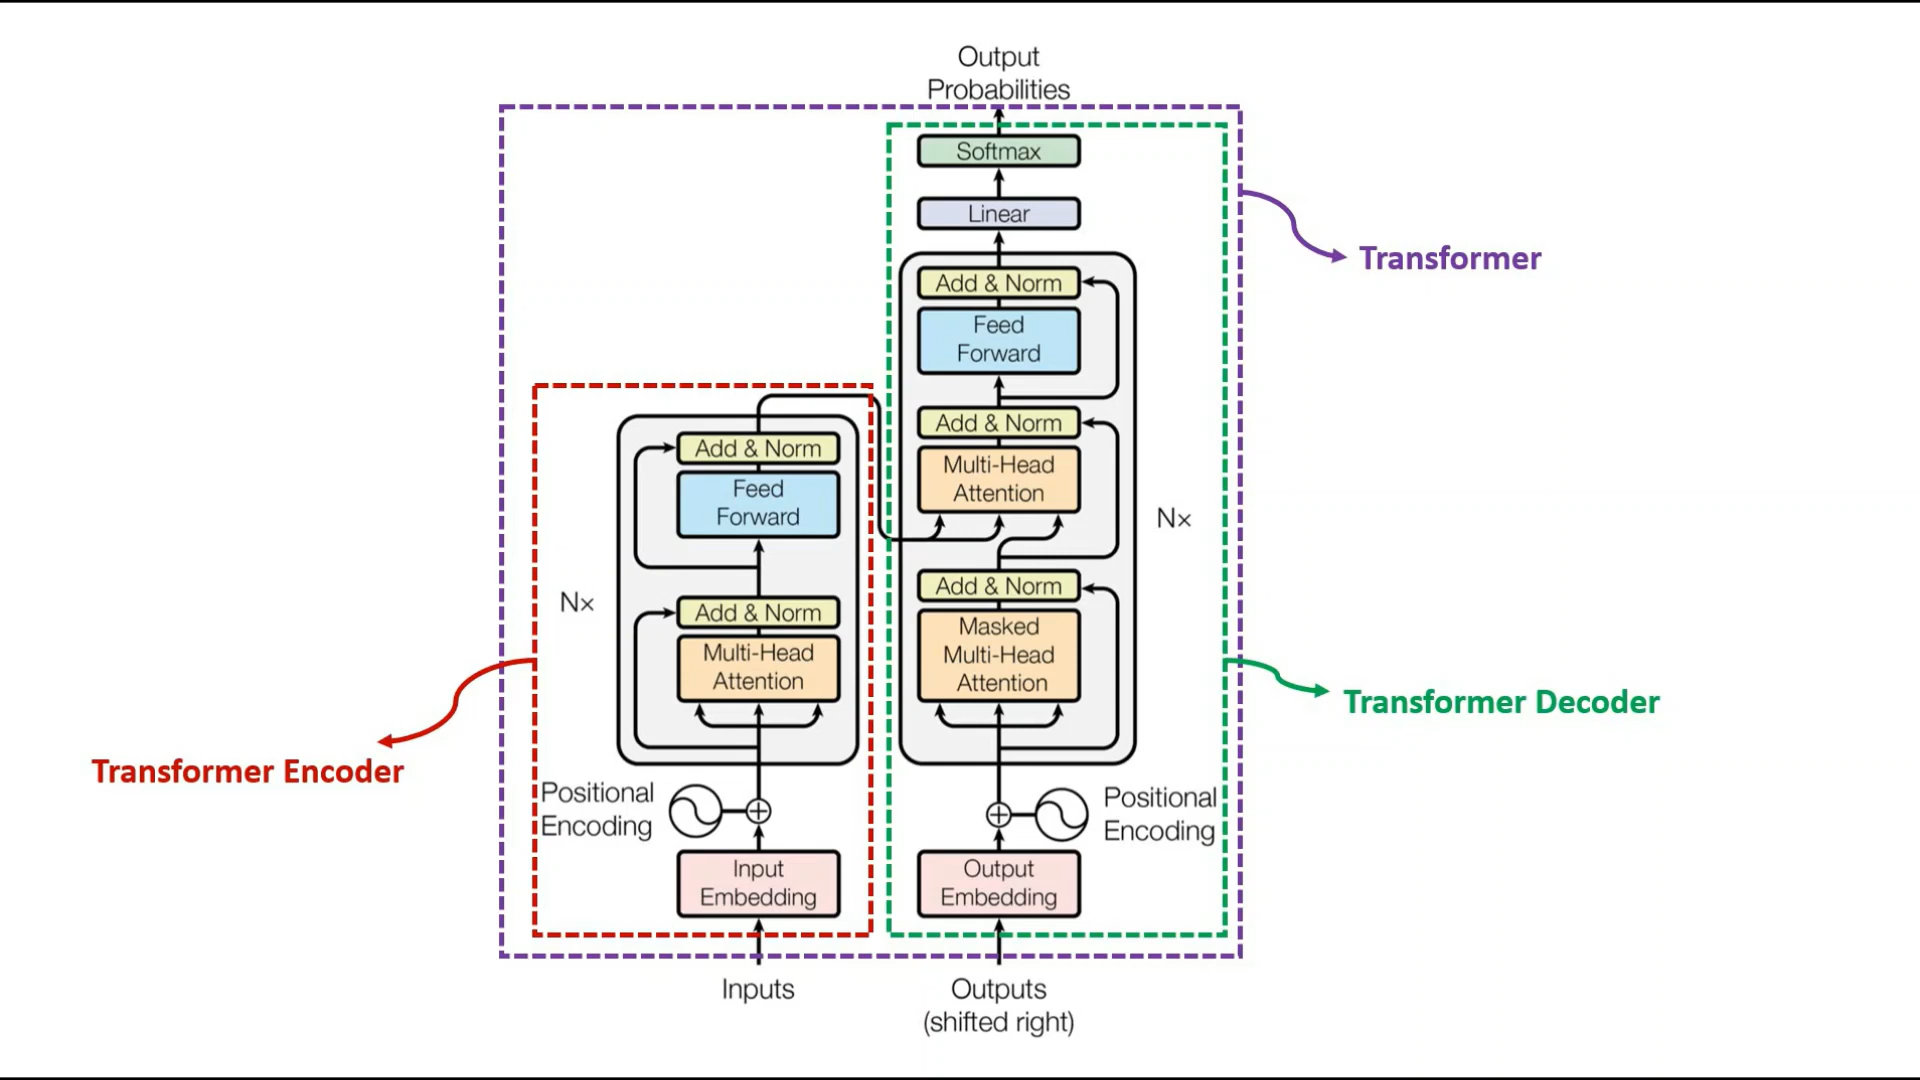 Output
Probabilities
Softmax
Linear
Transformer
Add & Norm
Feed
Forward
Add & Norm
Multi-Head
Attention
Nx
Add & Norm
Masked
Multi-Head
Attention
Transformer Decoder
Positional
Encoding
Output
Embedding
Outputs
(shifted right)
Add & Norm
Feed
Forward
Nx
Add & Norm
Multi-Head
Attention
Transformer Encoder
Positional
Encoding
Input
Embedding
Inputs